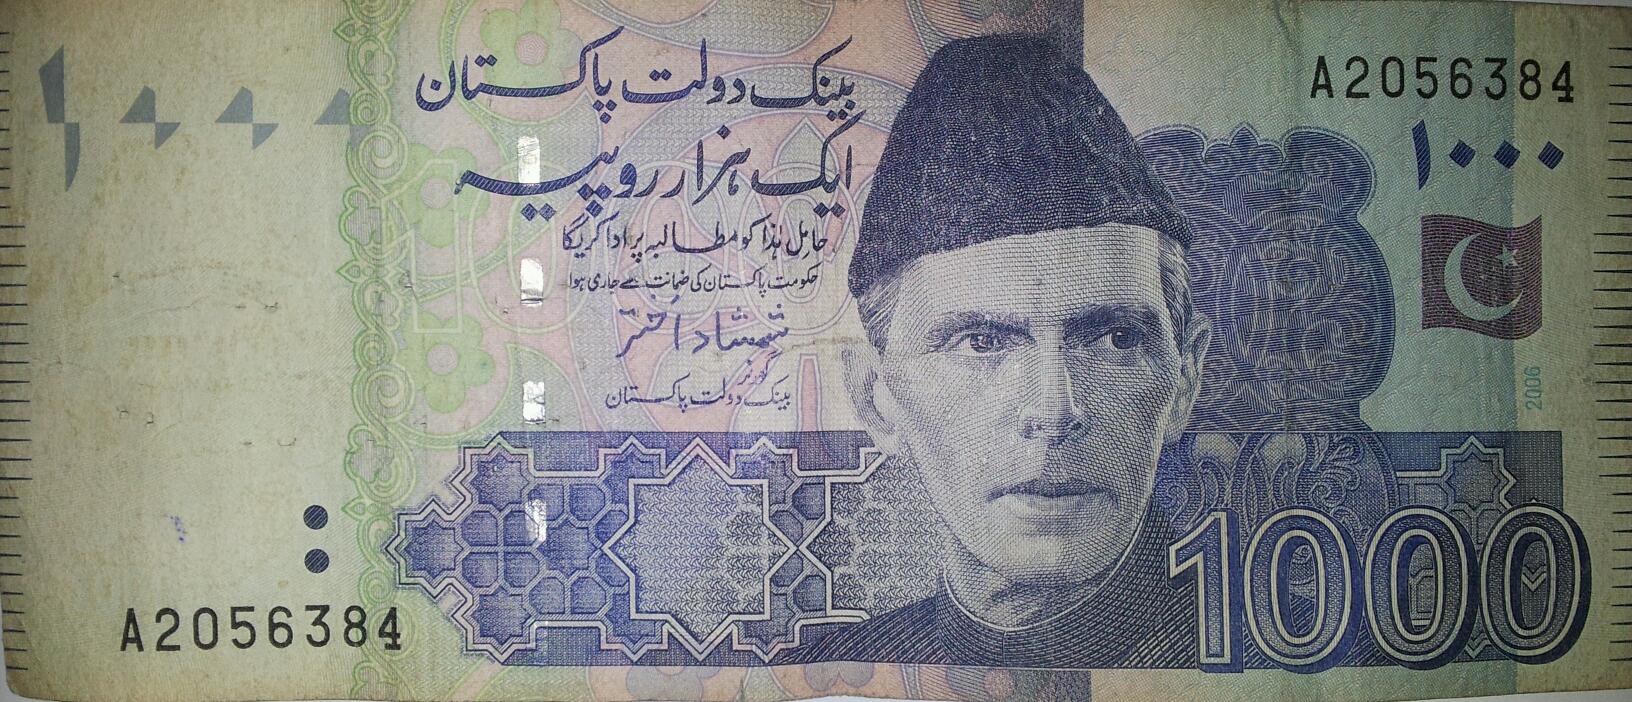 بینک دولت پاکستان
ایک ہزار روپیہ
حامل ہٰذا کو مطالبہ پر ادا کریگا
حکومت پاکستان کی ضمانت سے جاری ہوا
شمشاد اختر
گورنر
بینک دولت پاکستان
A2056384
۱۰۰۰
2006
1000
A2056384